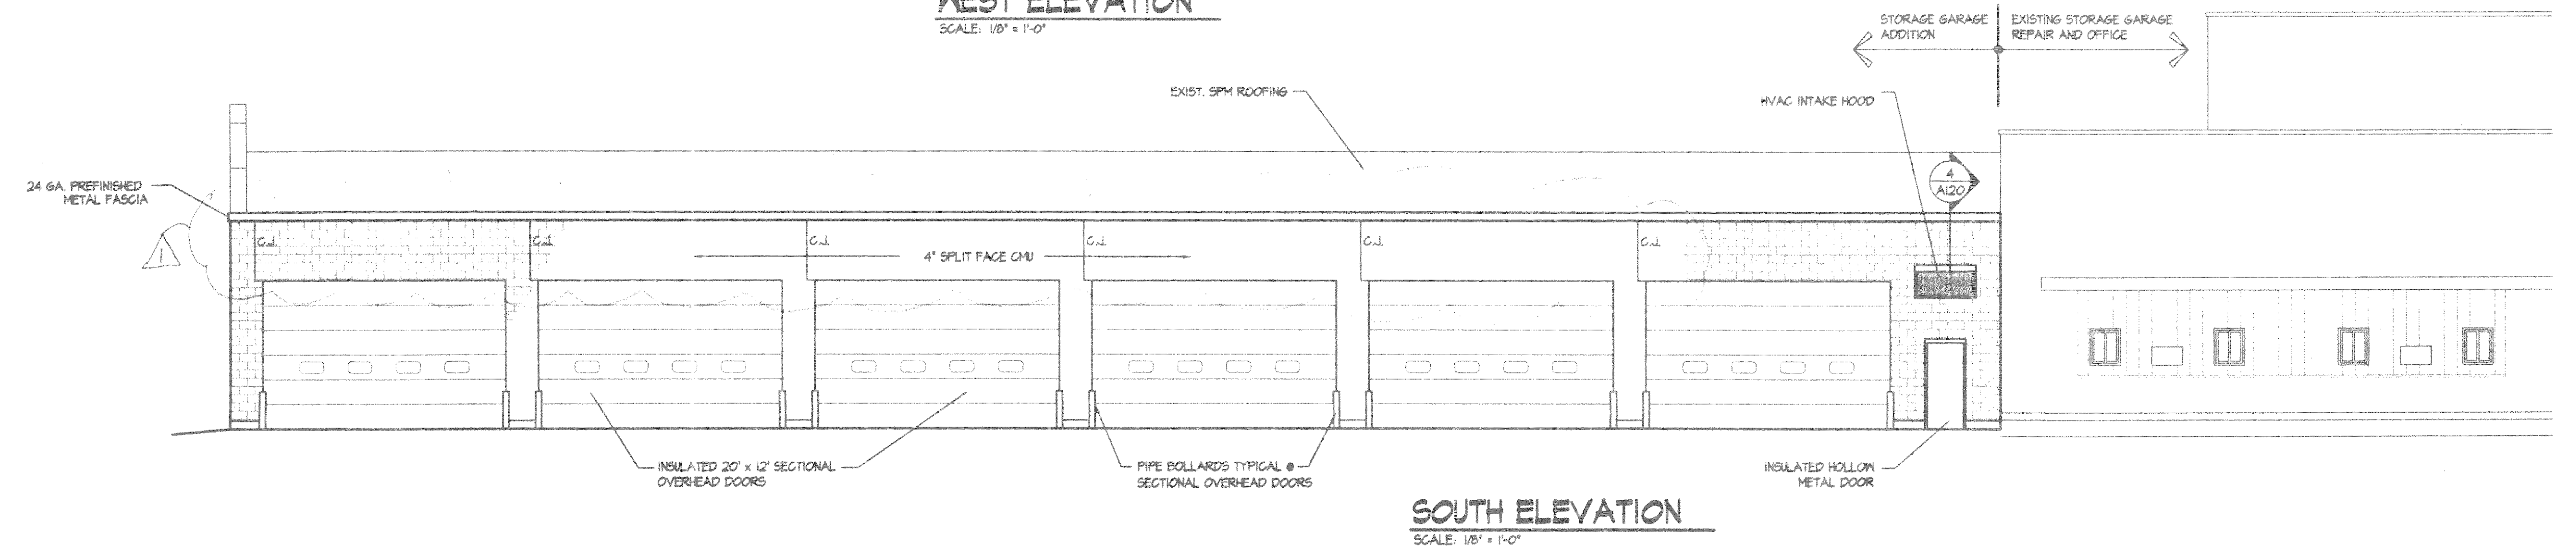 WEST ELEVATION
SCALE: 1/8" = 1'-0"
STORAGE GARAGE
ADDITION
EXISTING STORAGE GARAGE
REPAIR AND OFFICE
EXIST. SPM ROOFING
HVAC INTAKE HOOD
4
A120
24 GA. PREFINISHED
METAL FASCIA
1
C.J.
C.J.
C.J.
C.J.
C.J.
C.J.
4" SPLIT FACE CMU
INSULATED 20' x 12' SECTIONAL
OVERHEAD DOORS
PIPE BOLLARDS TYPICAL @
SECTIONAL OVERHEAD DOORS
INSULATED HOLLOW
METAL DOOR
SOUTH ELEVATION
SCALE: 1/8" = 1'-0"